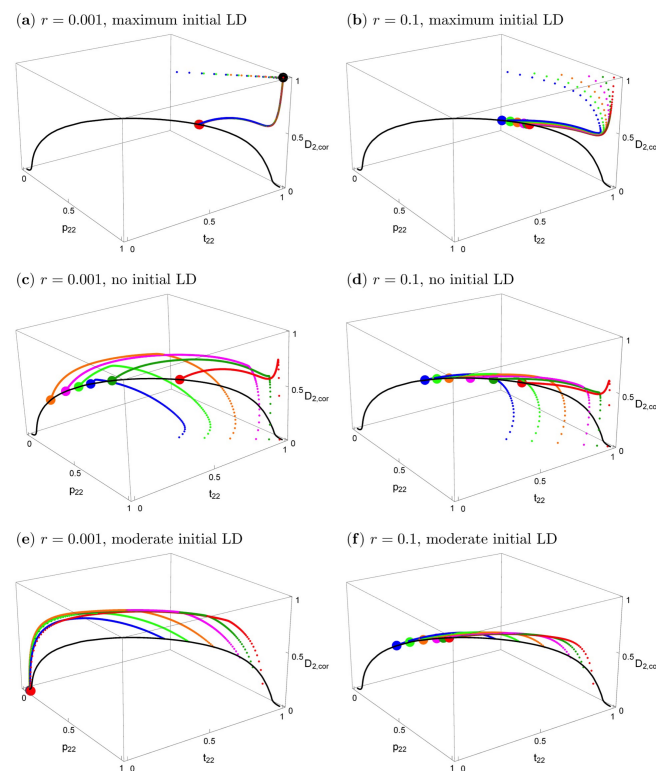 (a) r = 0.001, maximum initial LD
(b) r = 0.1, maximum initial LD
1
0.5
D2,cor
0
0
0.5
p22
1
0
0.5
t22
1
1
0.5
D2,cor
0
0
0.5
p22
1
0
0.5
t22
1
(c) r = 0.001, no initial LD
(d) r = 0.1, no initial LD
1
0.5
D2,cor
0
0
0.5
p22
1
0
0.5
t22
1
1
0.5
D2,cor
0
0
0.5
p22
1
0
0.5
t22
1
(e) r = 0.001, moderate initial LD
(f) r = 0.1, moderate initial LD
1
0.5
D2,cor
0
0
0.5
p22
1
0
0.5
t22
1
1
0.5
D2,cor
0
0
0.5
p22
1
0
0.5
t22
1